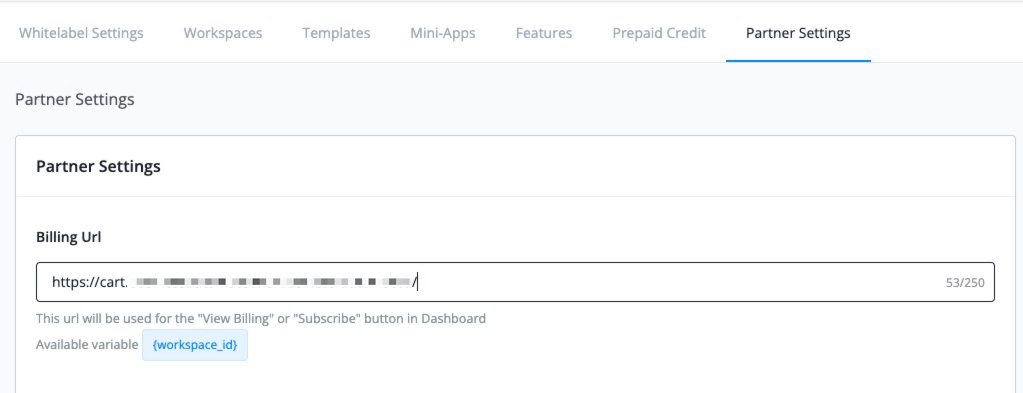 Whitelabel Settings Workspaces Templates Mini-Apps Features Prepaid Credit Partner Settings
Partner Settings
Partner Settings
Billing Url
https://cart. / 53/250
This url will be used for the "View Billing" or "Subscribe" button in Dashboard
Available variable {workspace_id}